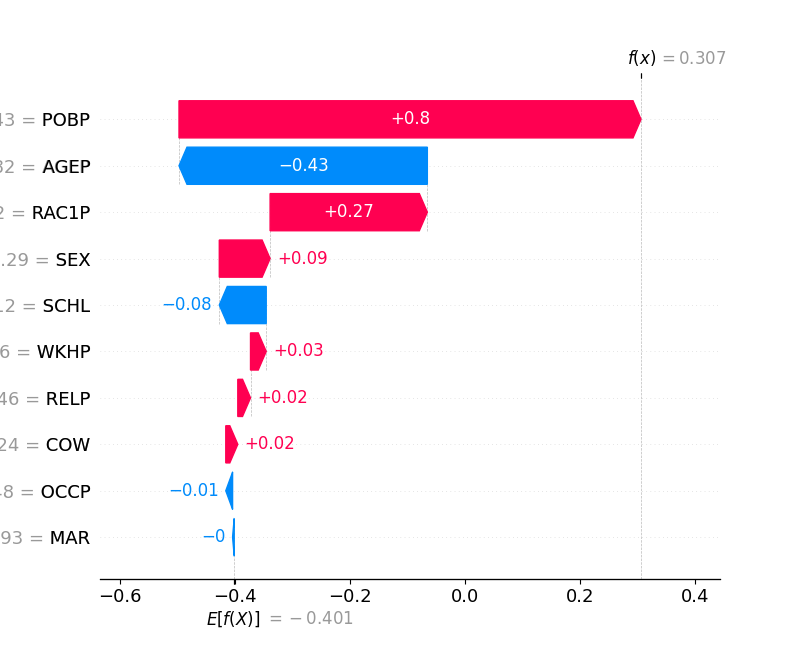 f(x) = 0.307
43 = POBP
+0.8
32 = AGEP
−0.43
2 = RAC1P
+0.27
.29 = SEX
+0.09
12 = SCHL
−0.08
6 = WKHP
+0.03
46 = RELP
+0.02
24 = COW
+0.02
48 = OCCP
−0.01
93 = MAR
−0
−0.6 −0.4 −0.2 0.0 0.2 0.4
E[f(X)] = −0.401